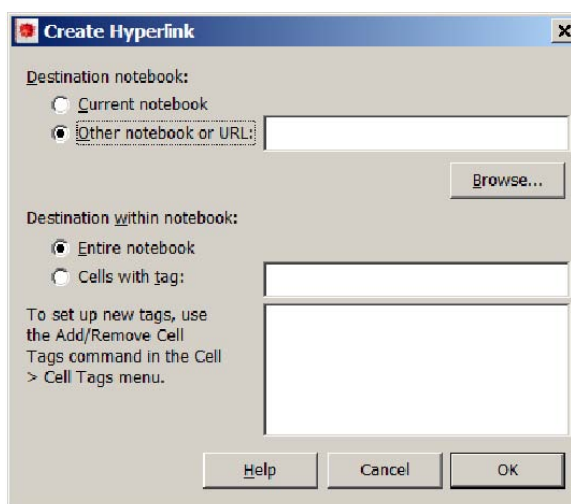 Create Hyperlink
Destination notebook:
Current notebook
Other notebook or URL:
Browse...
Destination within notebook:
Entire notebook
Cells with tag:
To set up new tags, use
the Add/Remove Cell
Tags command in the Cell
> Cell Tags menu.
Help Cancel OK